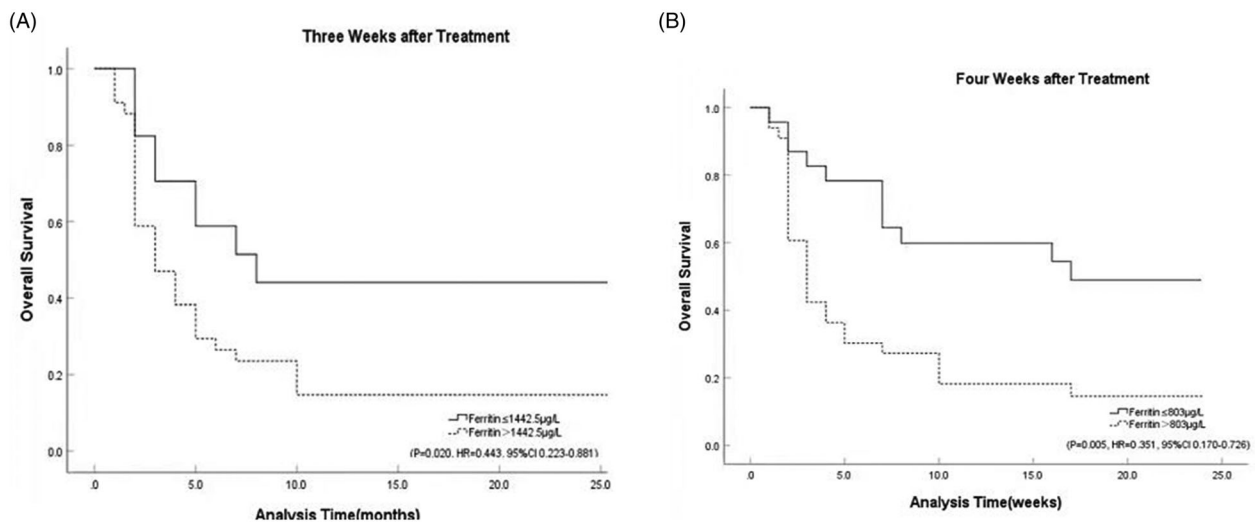 (A)
Three Weeks after Treatment
Overall Survival
1.0
0.8
0.6
0.4
0.2
0.0
Ferritin ≤1442.5μg/L
Ferritin >1442.5μg/L
(P=0.020. HR=0.443, 95%CI 0.223-0.881)
.0
5.0
10.0
15.0
20.0
25.0
Analysis Time(months)
(B)
Four Weeks after Treatment
Overall Survival
1.0
0.8
0.6
0.4
0.2
0.0
Ferritin ≤803μg/L
Ferritin >803μg/L
(P=0.005, HR=0.351, 95%CI 0.170-0.726)
.0
5.0
10.0
15.0
20.0
25.0
Analysis Time(weeks)